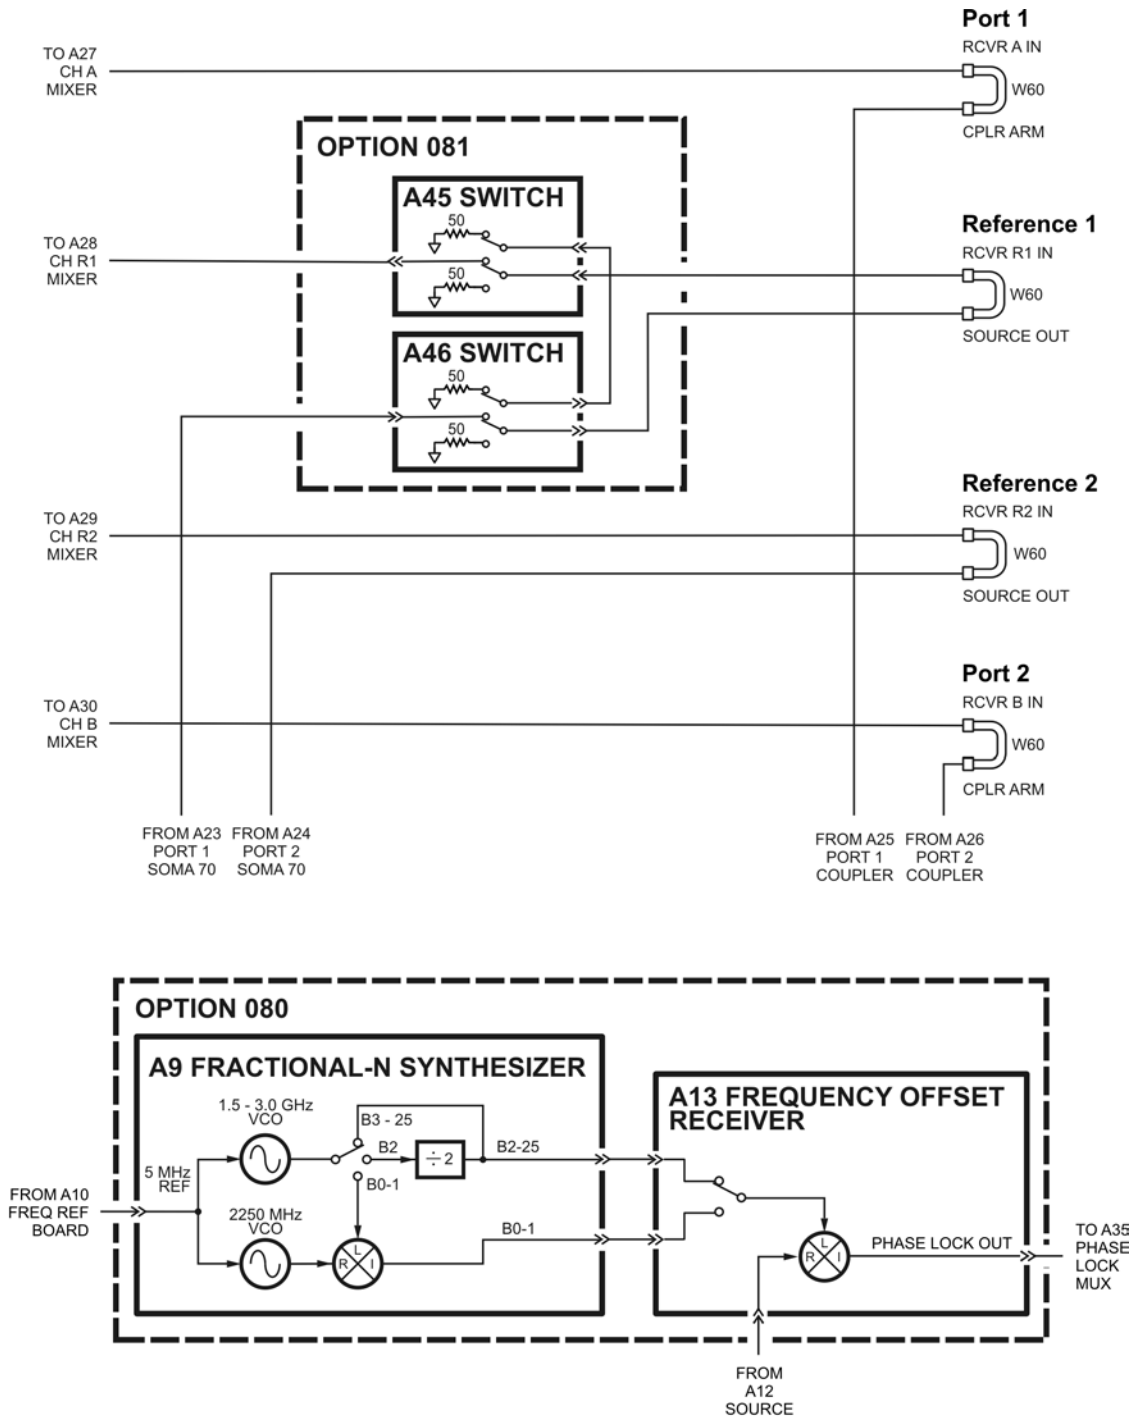 Port 1
TO A27
CH A
MIXER
RCVR A IN
W60
CPLR ARM
OPTION 081
A45 SWITCH
50
50
TO A28
CH R1
MIXER
Reference 1
RCVR R1 IN
W60
SOURCE OUT
A46 SWITCH
50
50
Reference 2
TO A29
CH R2
MIXER
RCVR R2 IN
W60
SOURCE OUT
Port 2
TO A30
CH B
MIXER
RCVR B IN
W60
CPLR ARM
FROM A23
PORT 1
SOMA 70
FROM A24
PORT 2
SOMA 70
FROM A25
PORT 1
COUPLER
FROM A26
PORT 2
COUPLER
OPTION 080
A9 FRACTIONAL-N SYNTHESIZER
1.5 - 3.0 GHz
VCO
B3 - 25
B2
÷ 2
B2-25
5 MHz
REF
B0-1
FROM A10
FREQ REF
BOARD
2250 MHz
VCO
L
R
I
B0-1
A13 FREQUENCY OFFSET
RECEIVER
L
R
I
PHASE LOCK OUT
TO A35
PHASE
LOCK
MUX
FROM
A12
SOURCE